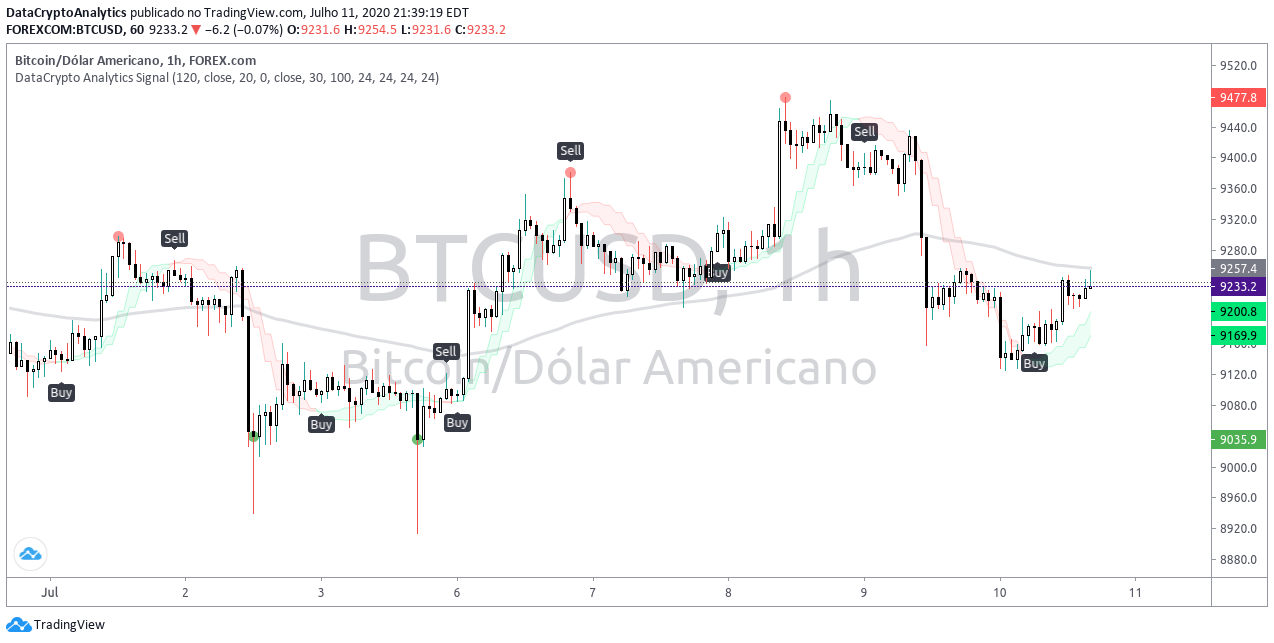 DataCryptoAnalytics publicado no TradingView.com, Julho 11, 2020 21:39:19 EDT
FOREXCOM:BTCUSD, 60 9233.2 ▼ −6.2 (−0.07%) O:9231.6 H:9254.5 L:9231.6 C:9233.2
Bitcoin/Dólar Americano, 1h, FOREX.com
DataCrypto Analytics Signal (120, close, 20, 0, close, 30, 100, 24, 24, 24, 24)
BTCUSD, 1h
Bitcoin/Dólar Americano
Sell
Sell
Sell
Sell
Buy
Buy
Buy
Buy
Buy
9520.0
9477.8
9440.0
9400.0
9360.0
9320.0
9280.0
9257.4
9233.2
9200.8
9169.9
9160.0
9120.0
9080.0
9035.9
9000.0
8960.0
8920.0
8880.0
Jul 2 3 6 7 8 9 10 11
TradingView